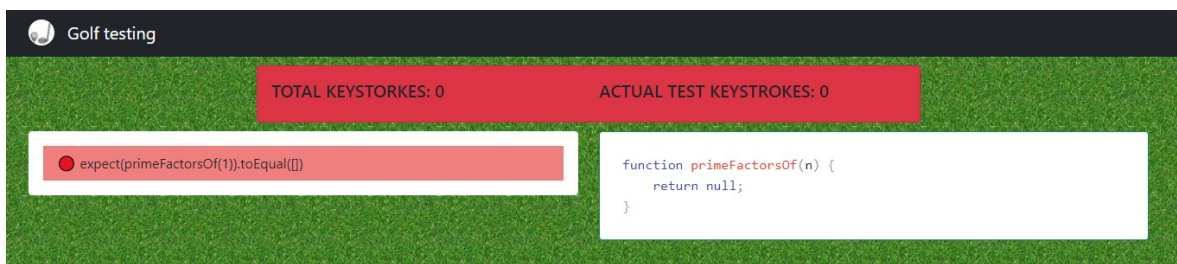 Golf testing
TOTAL KEYSTORKES: 0
ACTUAL TEST KEYSTROKES: 0
expect(primeFactorsOf(1)).toEqual([])
function primeFactorsOf(n) {
    return null;
}